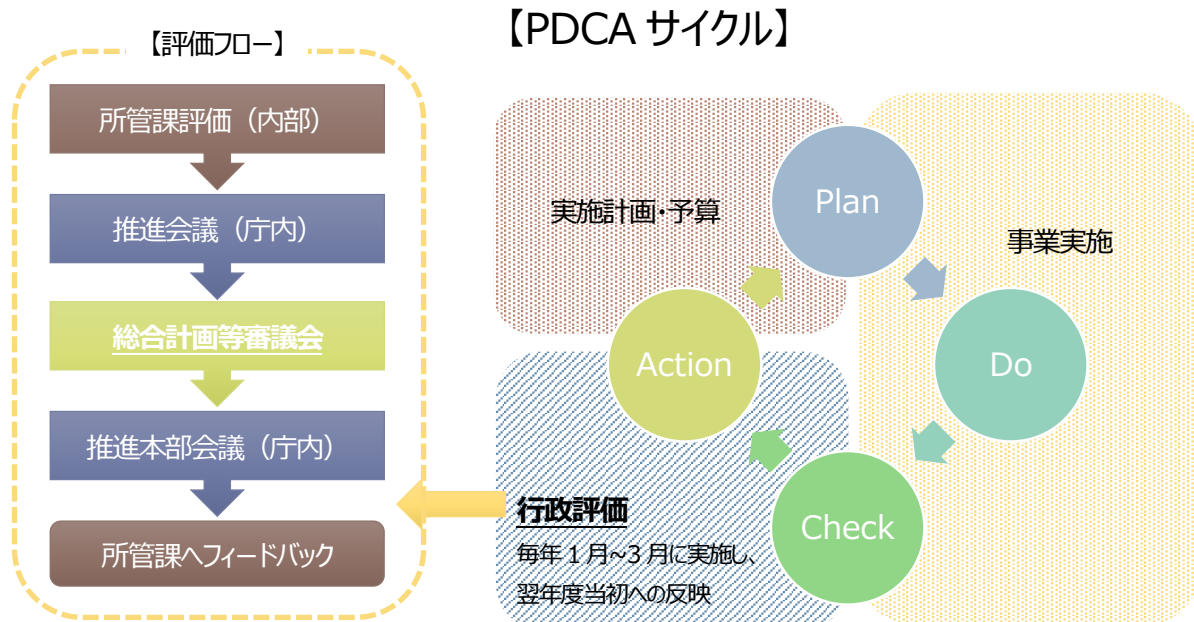 【評価フロー】
所管課評価（内部）
推進会議（庁内）
総合計画等審議会
推進本部会議（庁内）
所管課へフィードバック
【PDCA サイクル】
実施計画・予算
Plan
事業実施
Action
Do
Check
行政評価
毎年 1 月~3 月に実施し、
翌年度当初への反映